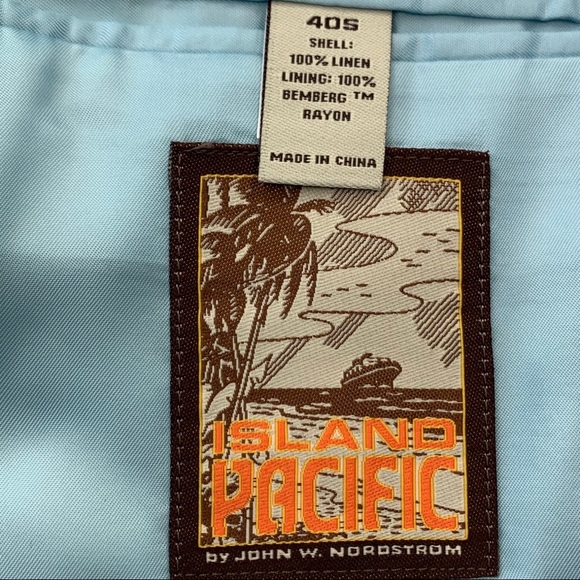 40S
SHELL:
100% LINEN
LINING: 100%
BEMBERG ™
RAYON
MADE IN CHINA
ISLAND
PACIFIC
by JOHN W. NORDSTROM